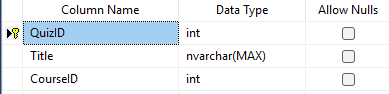 Column Name Data Type Allow Nulls
QuizID int
Title nvarchar(MAX)
CourseID int